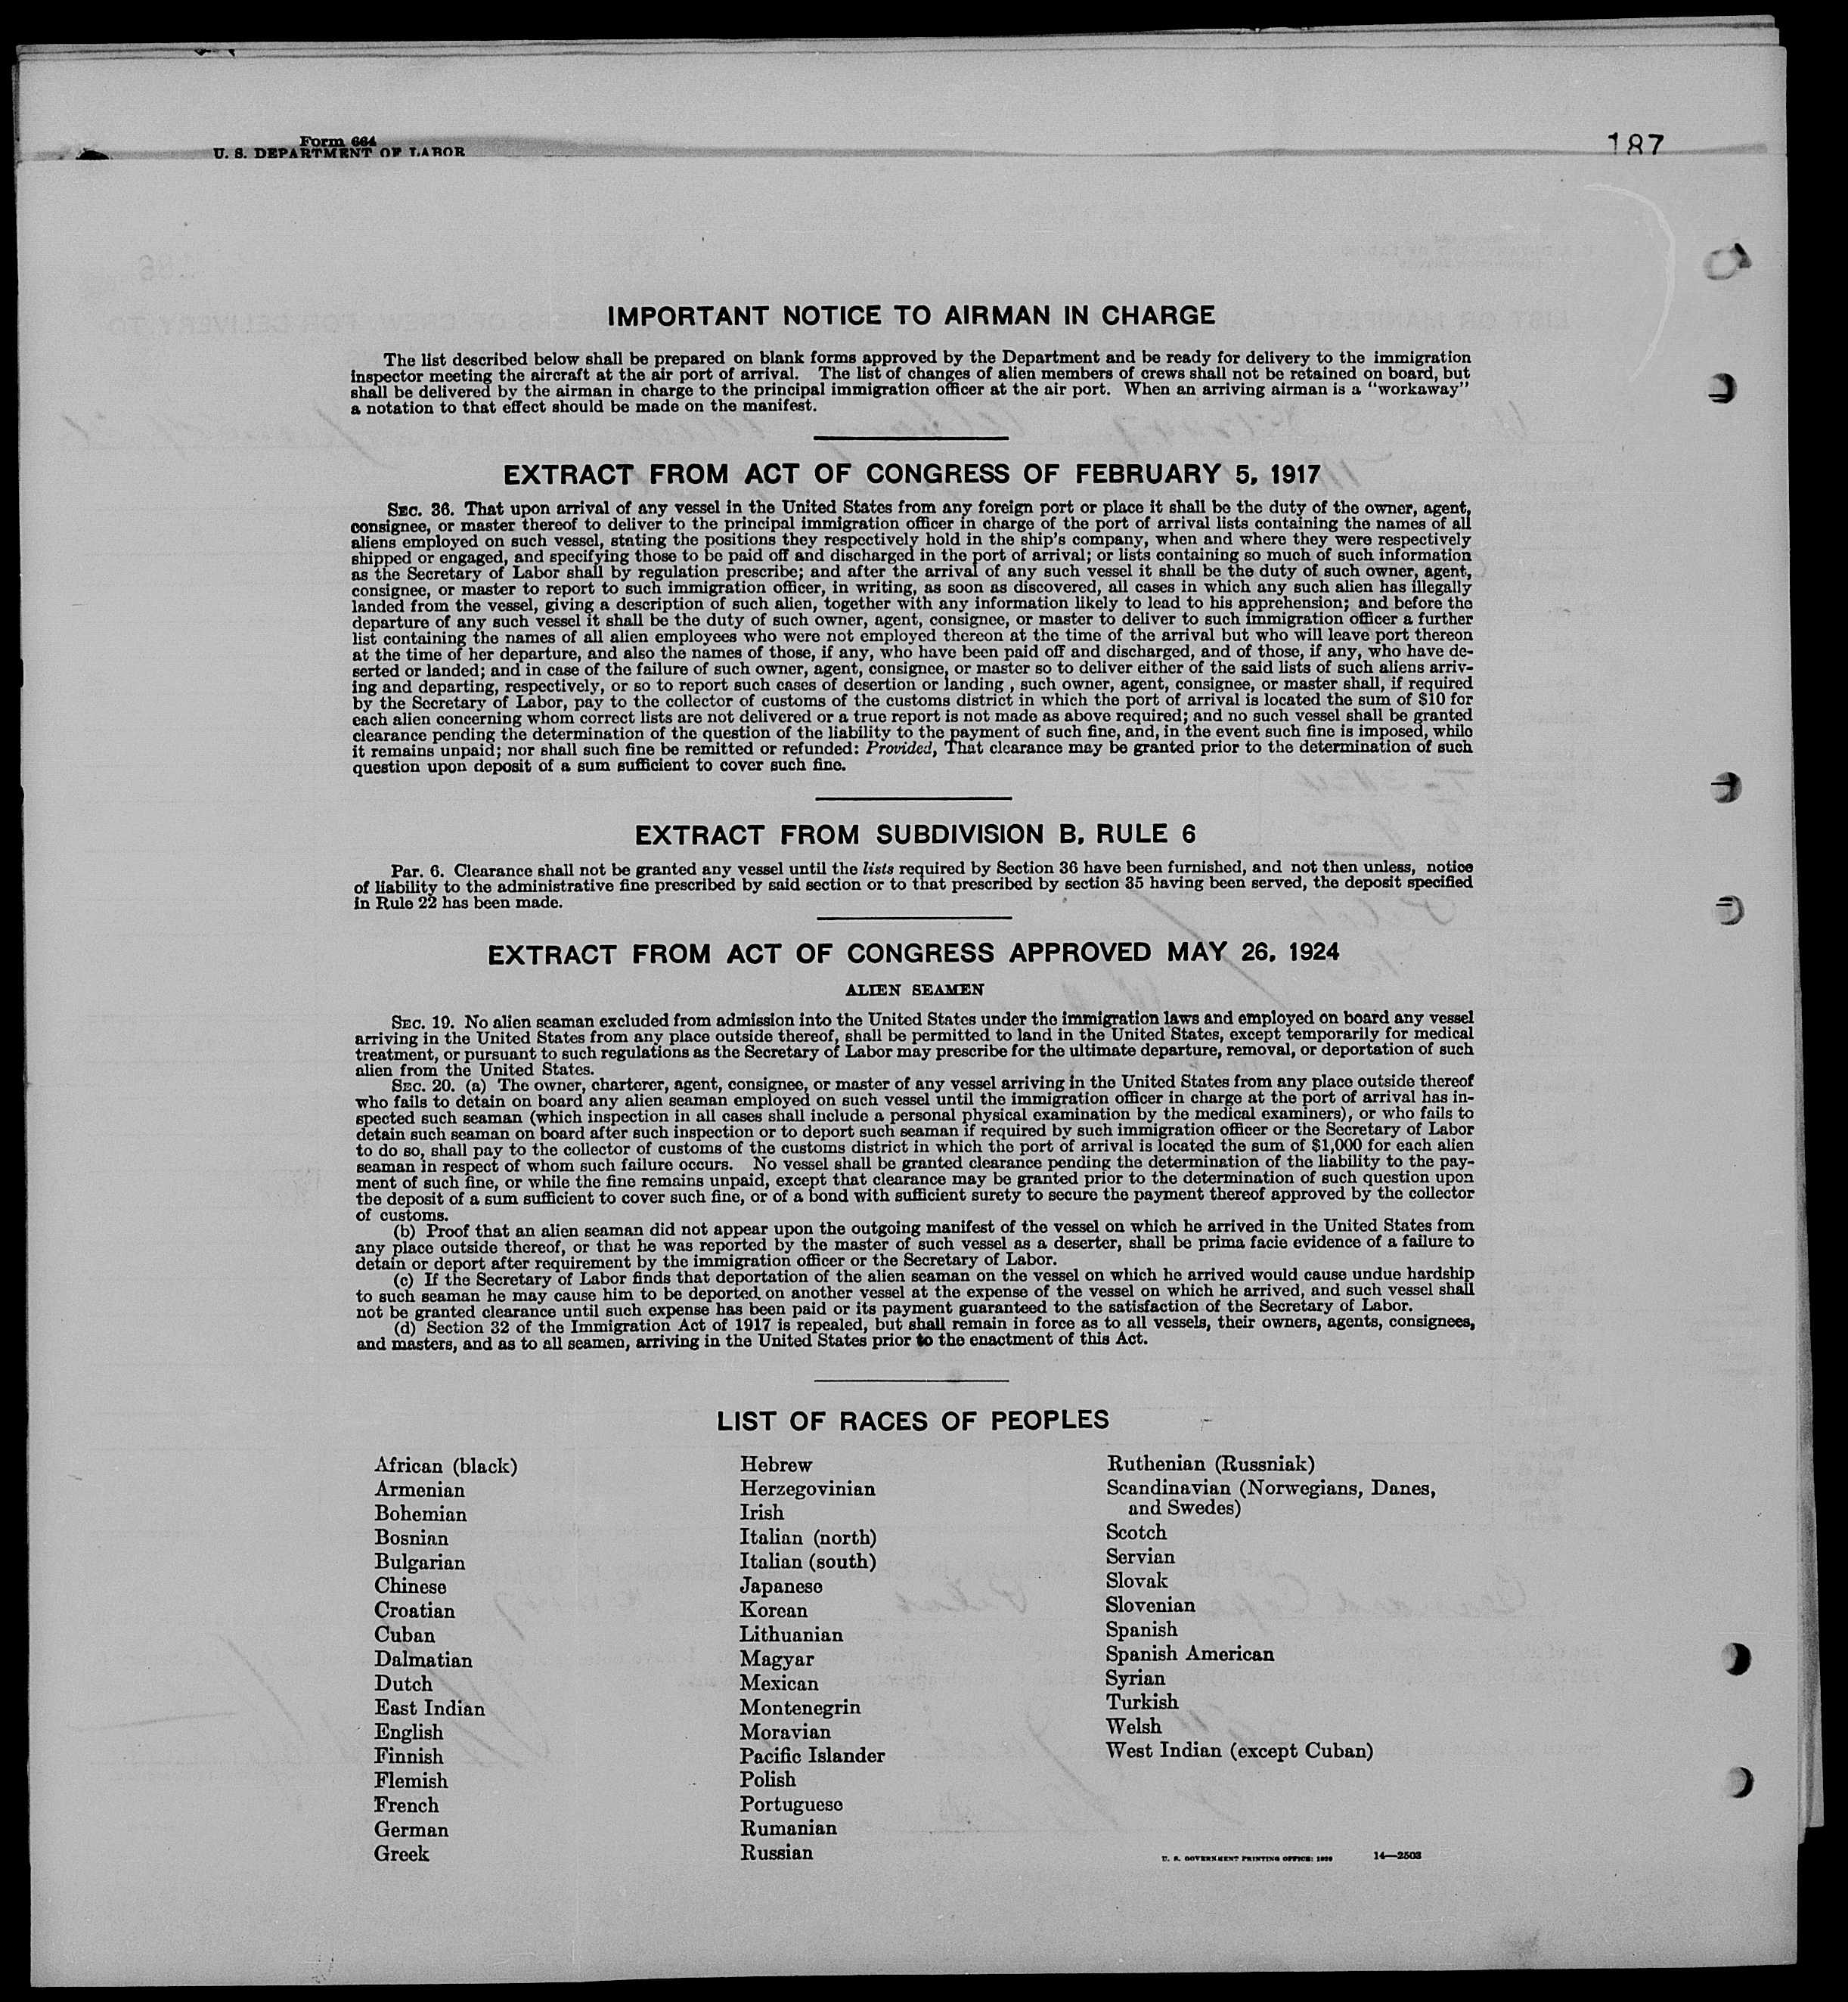 Form 664
U. S. DEPARTMENT OF LABOR
187
IMPORTANT NOTICE TO AIRMAN IN CHARGE
The list described below shall be prepared on blank forms approved by the Department and be ready for delivery to the immigration
inspector meeting the aircraft at the air port of arrival. The list of changes of alien members of crews shall not be retained on board, but
shall be delivered by the airman in charge to the principal immigration officer at the air port. When an arriving airman is a "workaway"
a notation to that effect should be made on the manifest.
EXTRACT FROM ACT OF CONGRESS OF FEBRUARY 5, 1917
SEC. 36. That upon arrival of any vessel in the United States from any foreign port or place it shall be the duty of the owner, agent,
consignee, or master thereof to deliver to the principal immigration officer in charge of the port of arrival lists containing the names of all
aliens employed on such vessel, stating the positions they respectively hold in the ship's company, when and where they were respectively
shipped or engaged, and specifying those to be paid off and discharged in the port of arrival; or lists containing so much of such information
as the Secretary of Labor shall by regulation prescribe; and after the arrival of any such vessel it shall be the duty of such owner, agent,
consignee, or master to report to such immigration officer, in writing, as soon as discovered, all cases in which any such alien has illegally
landed from the vessel, giving a description of such alien, together with any information likely to lead to his apprehension; and before the
departure of any such vessel it shall be the duty of such owner, agent, consignee, or master to deliver to such immigration officer a further
list containing the names of all alien employees who were not employed thereon at the time of the arrival but who will leave port thereon
at the time of her departure, and also the names of those, if any, who have been paid off and discharged, and of those, if any, who have de-
serted or landed; and in case of the failure of such owner, agent, consignee, or master so to deliver either of the said lists of such aliens arriv-
ing and departing, respectively, or so to report such cases of desertion or landing , such owner, agent, consignee, or master shall, if required
by the Secretary of Labor, pay to the collector of customs of the customs district in which the port of arrival is located the sum of $10 for
each alien concerning whom correct lists are not delivered or a true report is not made as above required; and no such vessel shall be granted
clearance pending the determination of the question of the liability to the payment of such fine, and, in the event such fine is imposed, while
it remains unpaid; nor shall such fine be remitted or refunded: Provided, That clearance may be granted prior to the determination of such
question upon deposit of a sum sufficient to cover such fine.
EXTRACT FROM SUBDIVISION B, RULE 6
Par. 6. Clearance shall not be granted any vessel until the lists required by Section 36 have been furnished, and not then unless, notice
of liability to the administrative fine prescribed by said section or to that prescribed by section 35 having been served, the deposit specified
in Rule 22 has been made.
EXTRACT FROM ACT OF CONGRESS APPROVED MAY 26, 1924
ALIEN SEAMEN
SEC. 19. No alien seaman excluded from admission into the United States under the immigration laws and employed on board any vessel
arriving in the United States from any place outside thereof, shall be permitted to land in the United States, except temporarily for medical
treatment, or pursuant to such regulations as the Secretary of Labor may prescribe for the ultimate departure, removal, or deportation of such
alien from the United States.
SEC. 20. (a) The owner, charterer, agent, consignee, or master of any vessel arriving in the United States from any place outside thereof
who fails to detain on board any alien seaman employed on such vessel until the immigration officer in charge at the port of arrival has in-
spected such seaman (which inspection in all cases shall include a personal physical examination by the medical examiners), or who fails to
detain such seaman on board after such inspection or to deport such seaman if required by such immigration officer or the Secretary of Labor
to do so, shall pay to the collector of customs of the customs district in which the port of arrival is located the sum of $1,000 for each alien
seaman in respect of whom such failure occurs. No vessel shall be granted clearance pending the determination of the liability to the pay-
ment of such fine, or while the fine remains unpaid, except that clearance may be granted prior to the determination of such question upon
the deposit of a sum sufficient to cover such fine, or of a bond with sufficient surety to secure the payment thereof approved by the collector
of customs.
(b) Proof that an alien seaman did not appear upon the outgoing manifest of the vessel on which he arrived in the United States from
any place outside thereof, or that he was reported by the master of such vessel as a deserter, shall be prima facie evidence of a failure to
detain or deport after requirement by the immigration officer or the Secretary of Labor.
(c) If the Secretary of Labor finds that deportation of the alien seaman on the vessel on which he arrived would cause undue hardship
to such seaman he may cause him to be deported on another vessel at the expense of the vessel on which he arrived, and such vessel shall
not be granted clearance until such expense has been paid or its payment guaranteed to the satisfaction of the Secretary of Labor.
(d) Section 32 of the Immigration Act of 1917 is repealed, but shall remain in force as to all vessels, their owners, agents, consignees,
and masters, and as to all seamen, arriving in the United States prior to the enactment of this Act.
LIST OF RACES OF PEOPLES
African (black)
Armenian
Bohemian
Bosnian
Bulgarian
Chinese
Croatian
Cuban
Dalmatian
Dutch
East Indian
English
Finnish
Flemish
French
German
Greek
Hebrew
Herzegovinian
Irish
Italian (north)
Italian (south)
Japanese
Korean
Lithuanian
Magyar
Mexican
Montenegrin
Moravian
Pacific Islander
Polish
Portuguese
Rumanian
Russian
Ruthenian (Russniak)
Scandinavian (Norwegians, Danes,
and Swedes)
Scotch
Servian
Slovak
Slovenian
Spanish
Spanish American
Syrian
Turkish
Welsh
West Indian (except Cuban)
U. S. GOVERNMENT PRINTING OFFICE: 14—2503